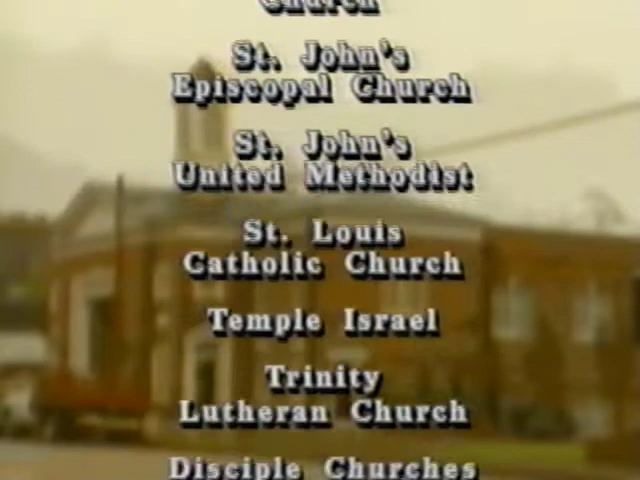 Church
St. John's
Episcopal Church
St. John's
United Methodist
St. Louis
Catholic Church
Temple Israel
Trinity
Lutheran Church
Disciple Churches